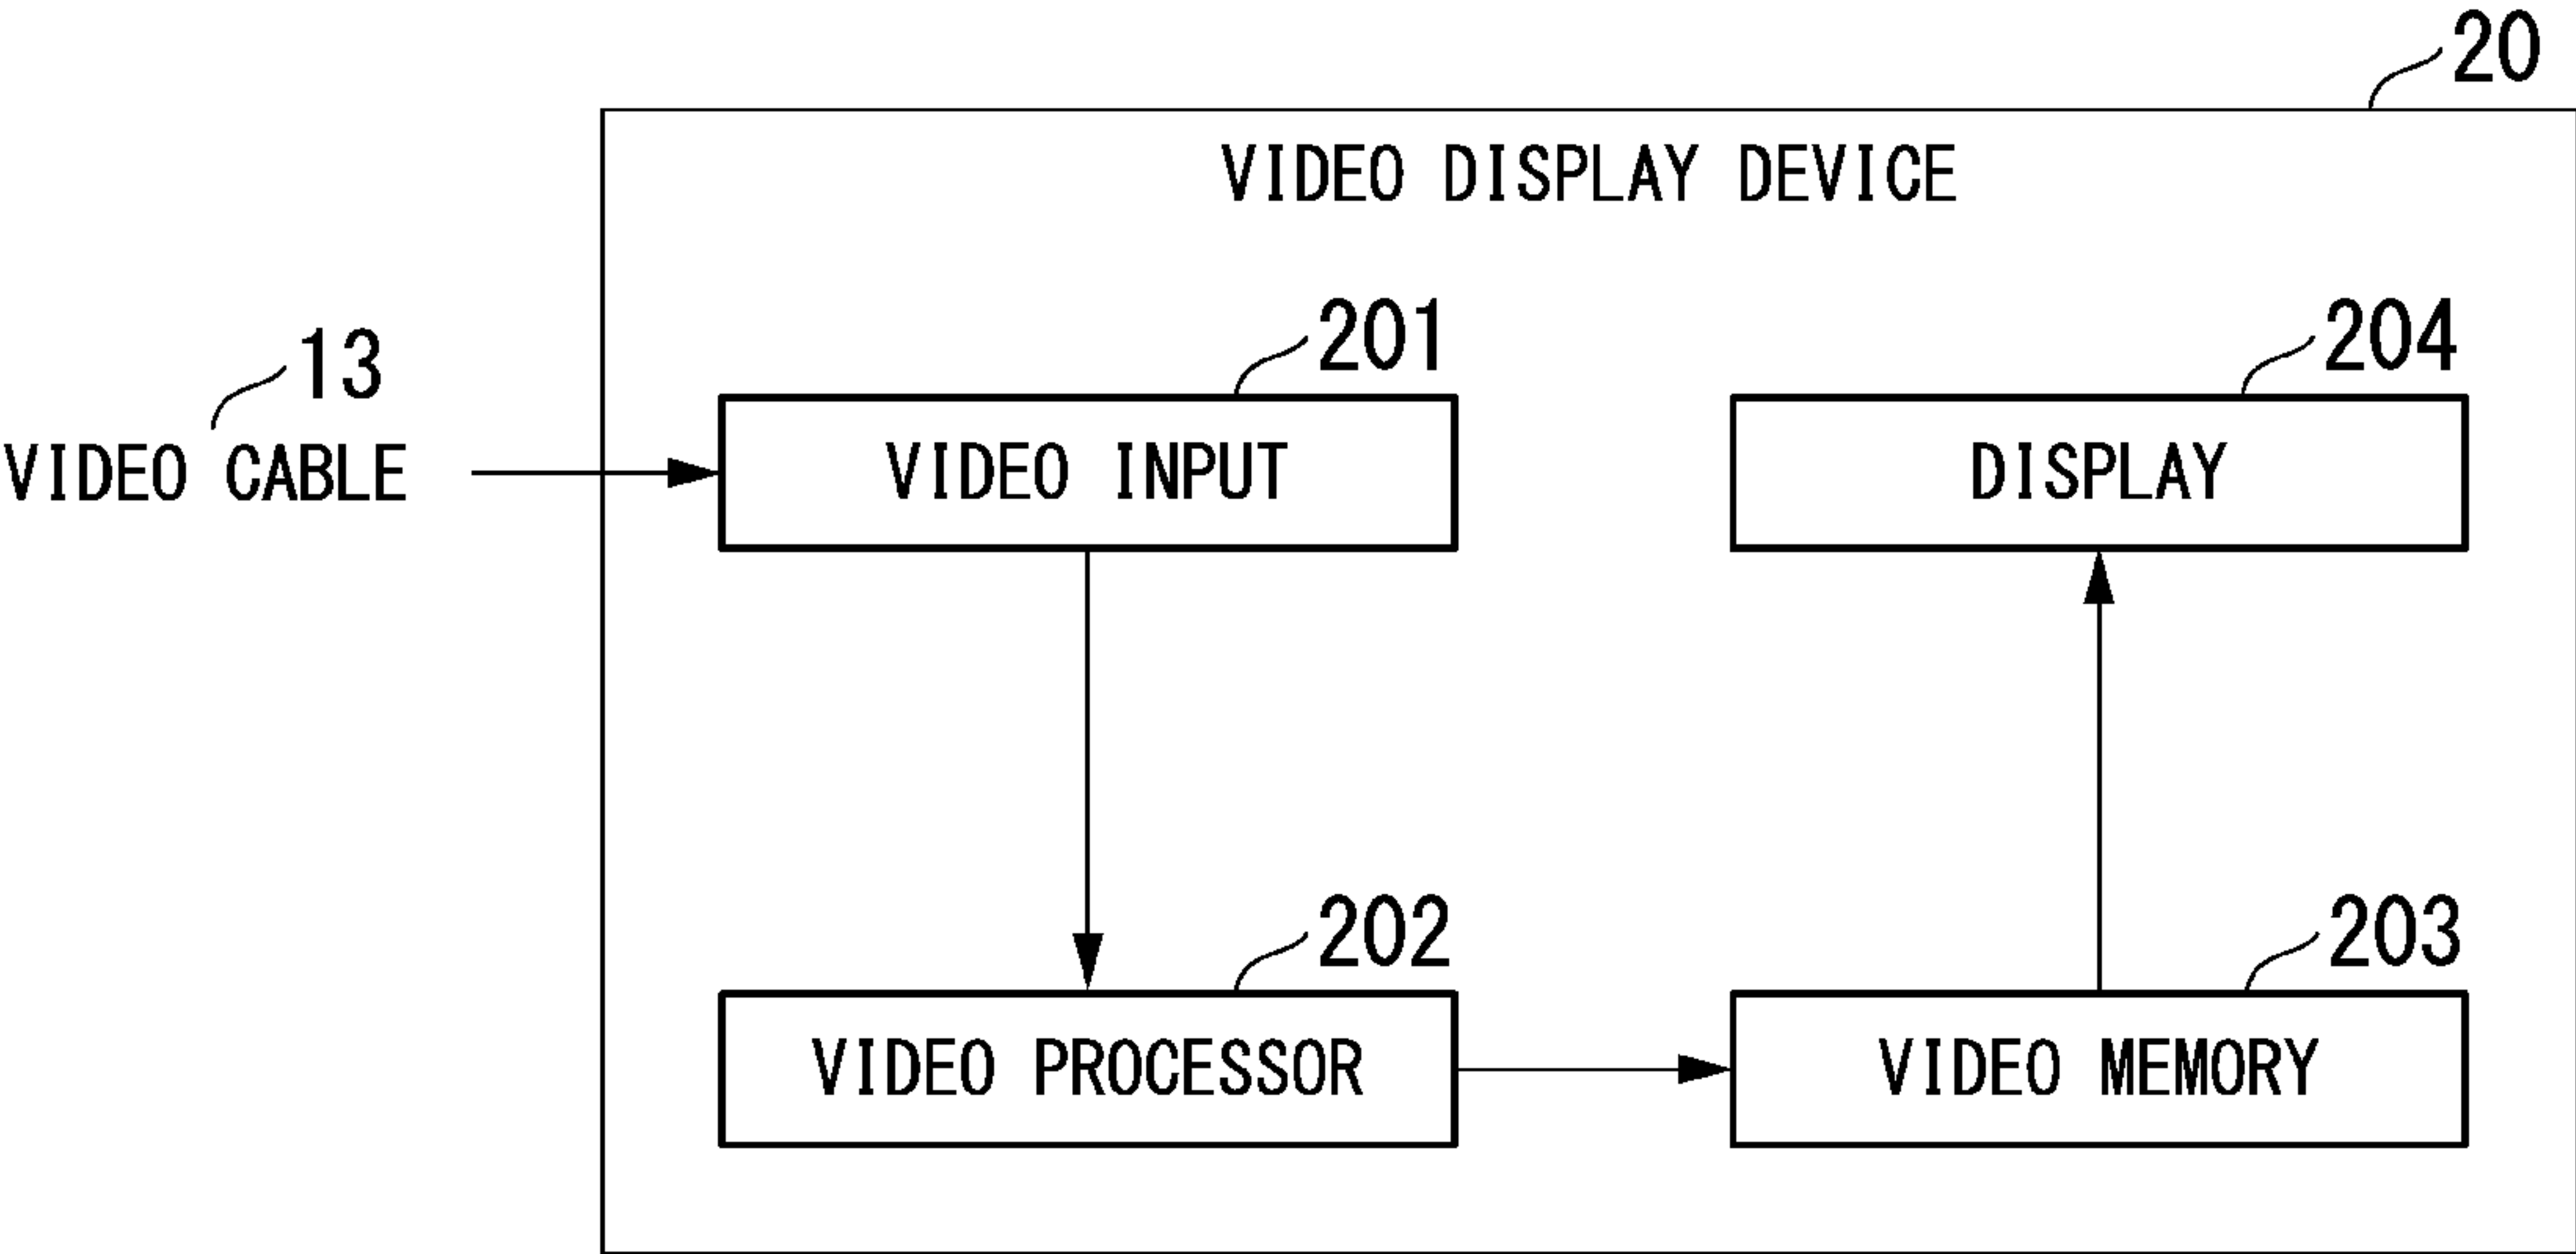 20
VIDEO DISPLAY DEVICE
201
204
13
VIDEO CABLE
VIDEO INPUT
DISPLAY
202
203
VIDEO PROCESSOR
VIDEO MEMORY